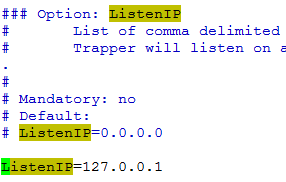 ### Option: ListenIP
# List of comma delimited
# Trapper will listen on a
.
#
# Mandatory: no
# Default:
# ListenIP=0.0.0.0
ListenIP=127.0.0.1